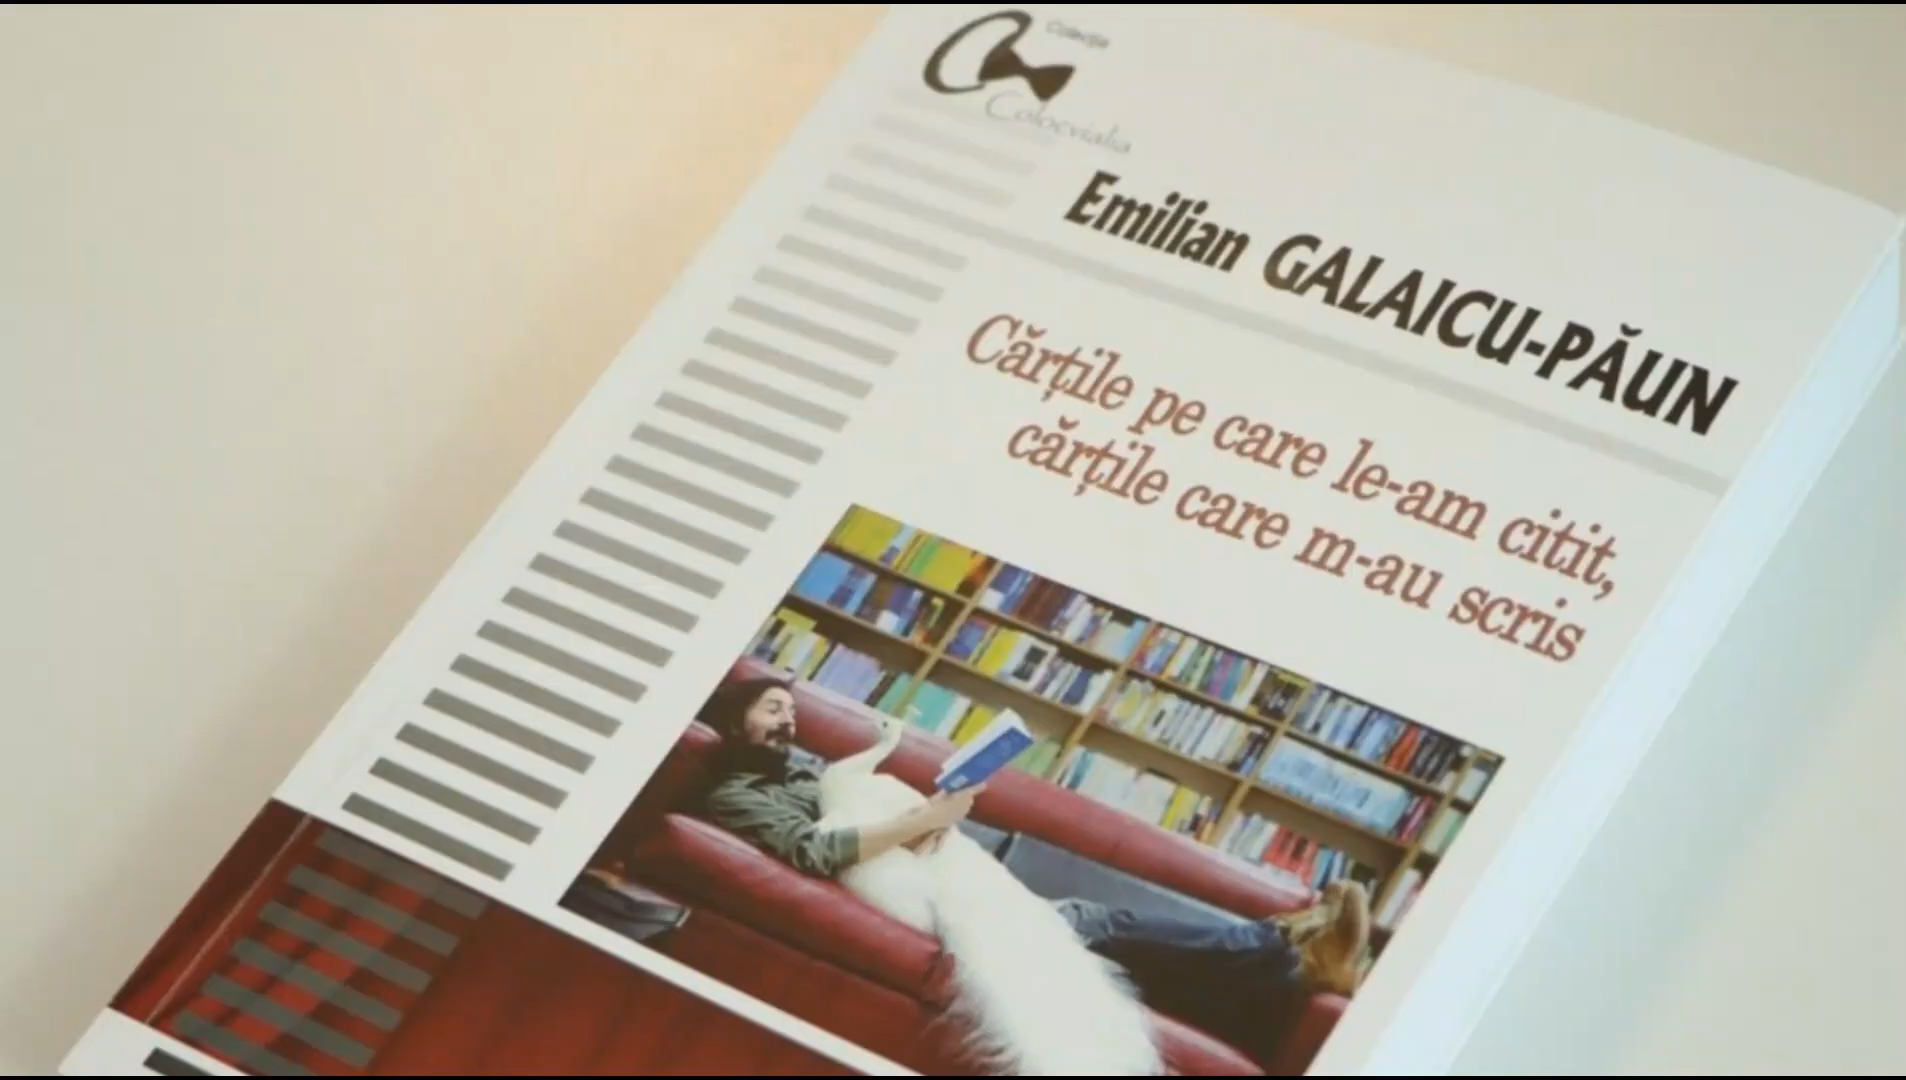 Colecția
Colocvialia
Emilian GALAICU-PĂUN
Cărțile pe care le-am citit,
cărțile care m-au scris